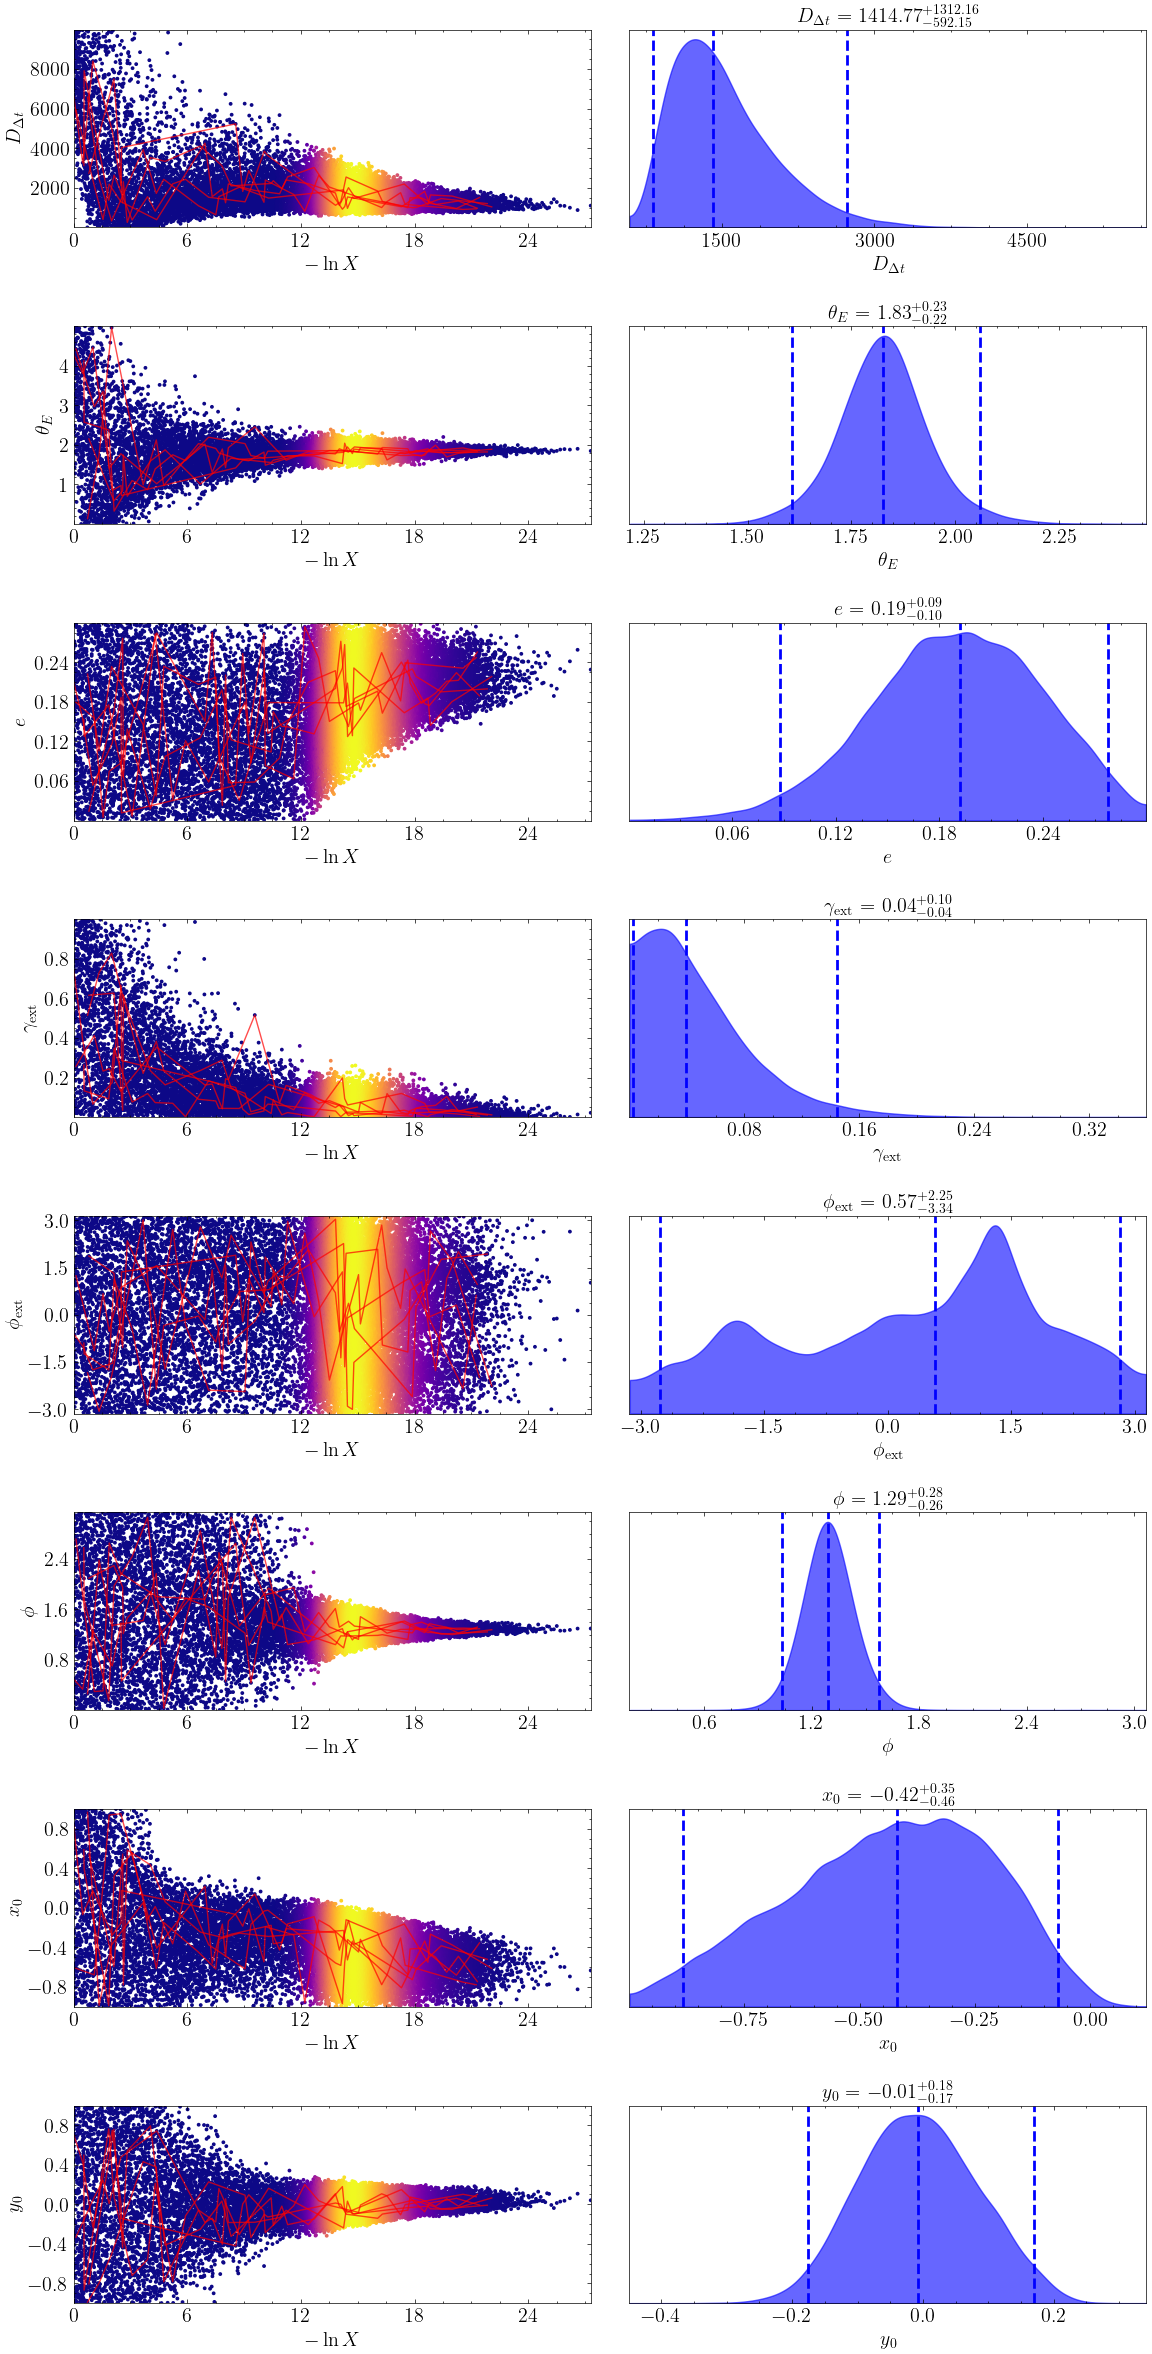 D_{Δt} = 1414.77^{+1312.16}_{-592.15}
8000
6000
4000
2000
D_{Δt}
0 6 12 18 24
− ln X
1500 3000 4500
D_{Δt}
θ_E = 1.83^{+0.23}_{-0.22}
4
3
2
1
θ_E
0 6 12 18 24
− ln X
1.25 1.50 1.75 2.00 2.25
θ_E
e = 0.19^{+0.09}_{-0.10}
0.24
0.18
0.12
0.06
e
0 6 12 18 24
− ln X
0.06 0.12 0.18 0.24
e
γ_ext = 0.04^{+0.10}_{-0.04}
0.8
0.6
0.4
0.2
γ_ext
0 6 12 18 24
− ln X
0.08 0.16 0.24 0.32
γ_ext
ϕ_ext = 0.57^{+2.25}_{-3.34}
3.0
1.5
0.0
−1.5
−3.0
ϕ_ext
0 6 12 18 24
− ln X
−3.0 −1.5 0.0 1.5 3.0
ϕ_ext
ϕ = 1.29^{+0.28}_{-0.26}
2.4
1.6
0.8
ϕ
0 6 12 18 24
− ln X
0.6 1.2 1.8 2.4 3.0
ϕ
x_0 = −0.42^{+0.35}_{-0.46}
0.8
0.4
0.0
−0.4
−0.8
x_0
0 6 12 18 24
− ln X
−0.75 −0.50 −0.25 0.00
x_0
y_0 = −0.01^{+0.18}_{-0.17}
0.8
0.4
0.0
−0.4
−0.8
y_0
0 6 12 18 24
− ln X
−0.4 −0.2 0.0 0.2
y_0